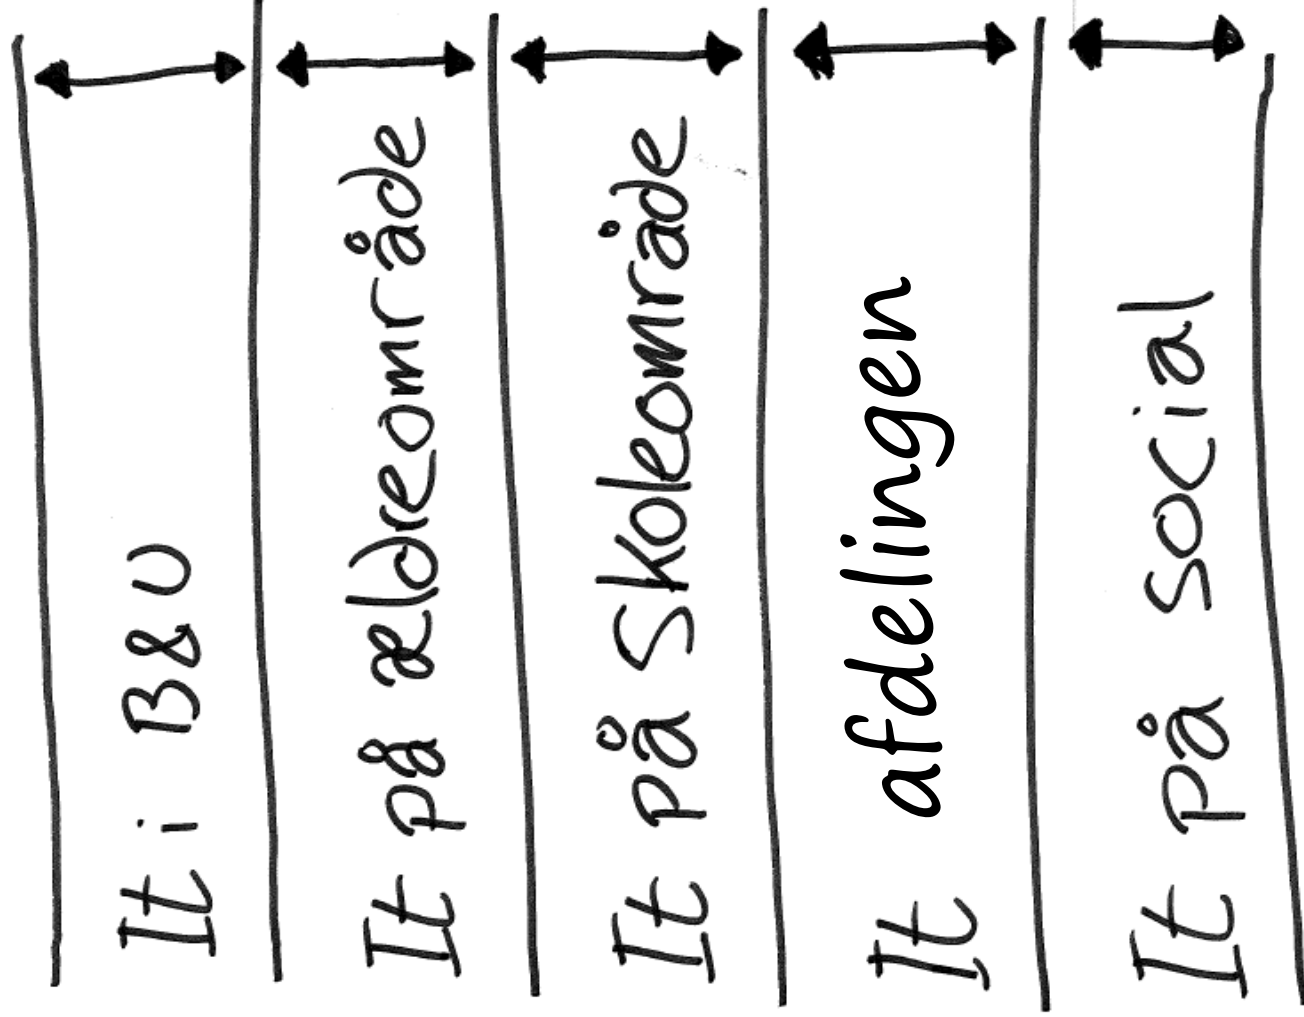 It i B&U
It på ældreområde
It på Skoleområde
It afdelingen
It på social